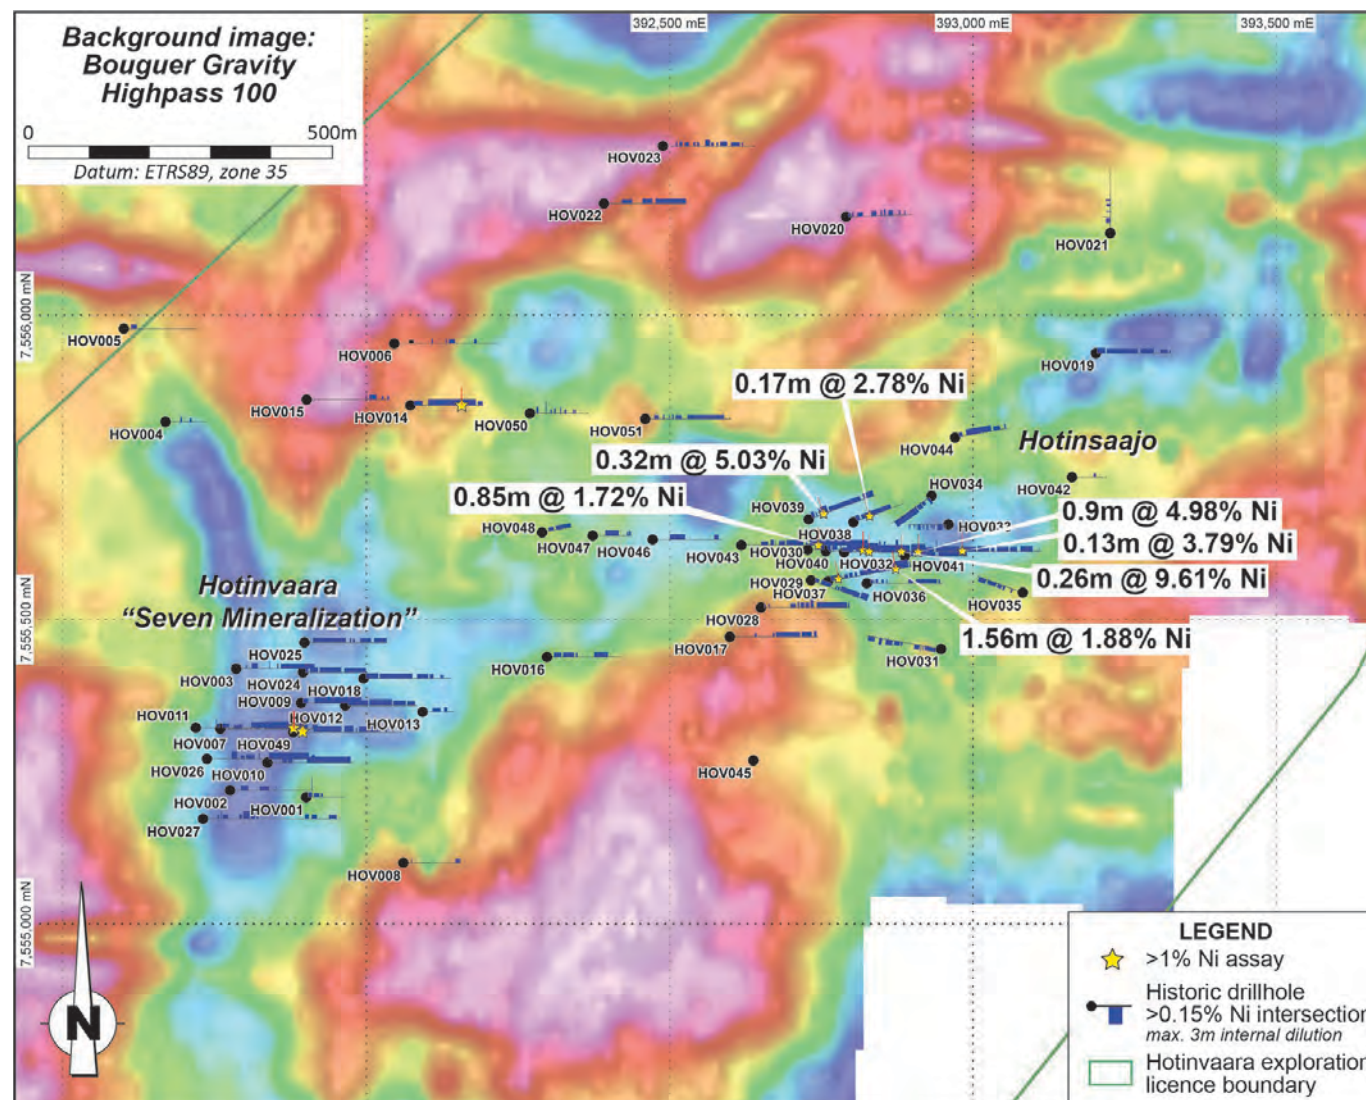 Background image:
Bouguer Gravity
Highpass 100
0 500m
Datum: ETRS89, zone 35
392,500 mE
393,000 mE
393,500 mE
7,556,000 mN
7,555,500 mN
7,555,000 mN
HOV023
HOV022
HOV020
HOV021
HOV005
HOV006
HOV019
HOV015
HOV014
HOV050
HOV051
HOV004
0.17m @ 2.78% Ni
HOV044
Hotinsaajo
0.32m @ 5.03% Ni
HOV034
HOV042
0.85m @ 1.72% Ni
HOV039
HOV038
HOV033
0.9m @ 4.98% Ni
HOV048
HOV047
HOV046
HOV043
HOV030
HOV040
HOV032
HOV041
0.13m @ 3.79% Ni
HOV029
HOV037
HOV036
0.26m @ 9.61% Ni
HOV035
Hotinvaara
“Seven Mineralization”
HOV028
HOV017
HOV031
1.56m @ 1.88% Ni
HOV025
HOV016
HOV003
HOV024
HOV018
HOV009
HOV012
HOV013
HOV011
HOV007
HOV049
HOV026
HOV010
HOV045
HOV002
HOV001
HOV027
HOV008
N
LEGEND
>1% Ni assay
Historic drillhole
>0.15% Ni intersection
max. 3m internal dilution
Hotinvaara exploration
licence boundary